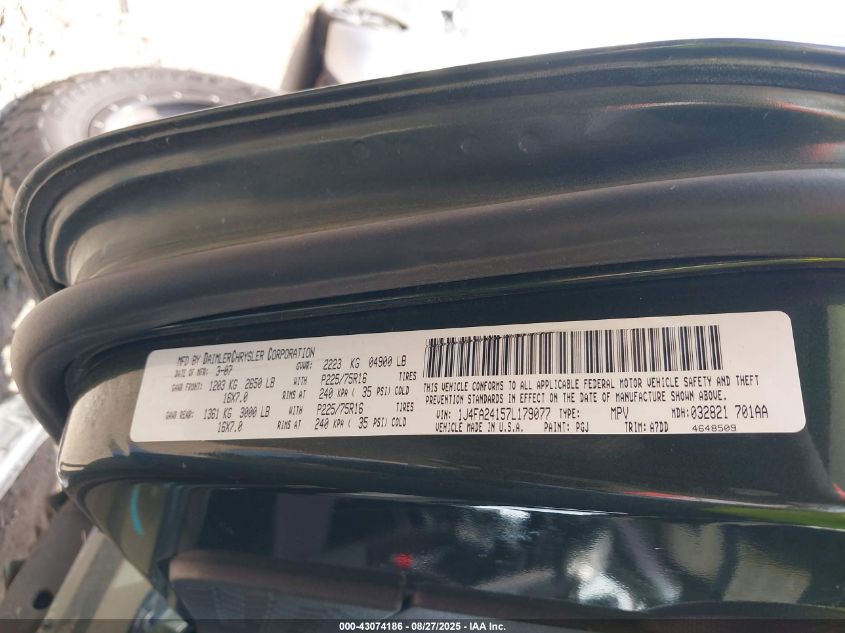 MFD BY DAIMLERCHRYSLER CORPORATION
DATE OF MFR: 3-07 GVWR: 2223 KG 04900 LB
GAWR FRONT: 1203 KG 2650 LB WITH P225/75R16 TIRES
16X7.0 RIMS AT 240 KPA ( 35 PSI) COLD
GAWR REAR: 1361 KG 3000 LB WITH P225/75R16 TIRES
16X7.0 RIMS AT 240 KPA ( 35 PSI) COLD
THIS VEHICLE CONFORMS TO ALL APPLICABLE FEDERAL MOTOR VEHICLE SAFETY AND THEFT
PREVENTION STANDARDS IN EFFECT ON THE DATE OF MANUFACTURE SHOWN ABOVE.
VIN: 1J4FA24157L179077 TYPE: MPV MDH: 032821 701AA
VEHICLE MADE IN U.S.A. PAINT: PGJ TRIM: A7DD 4648509
000-43074186 - 08/27/2025 - IAA Inc.